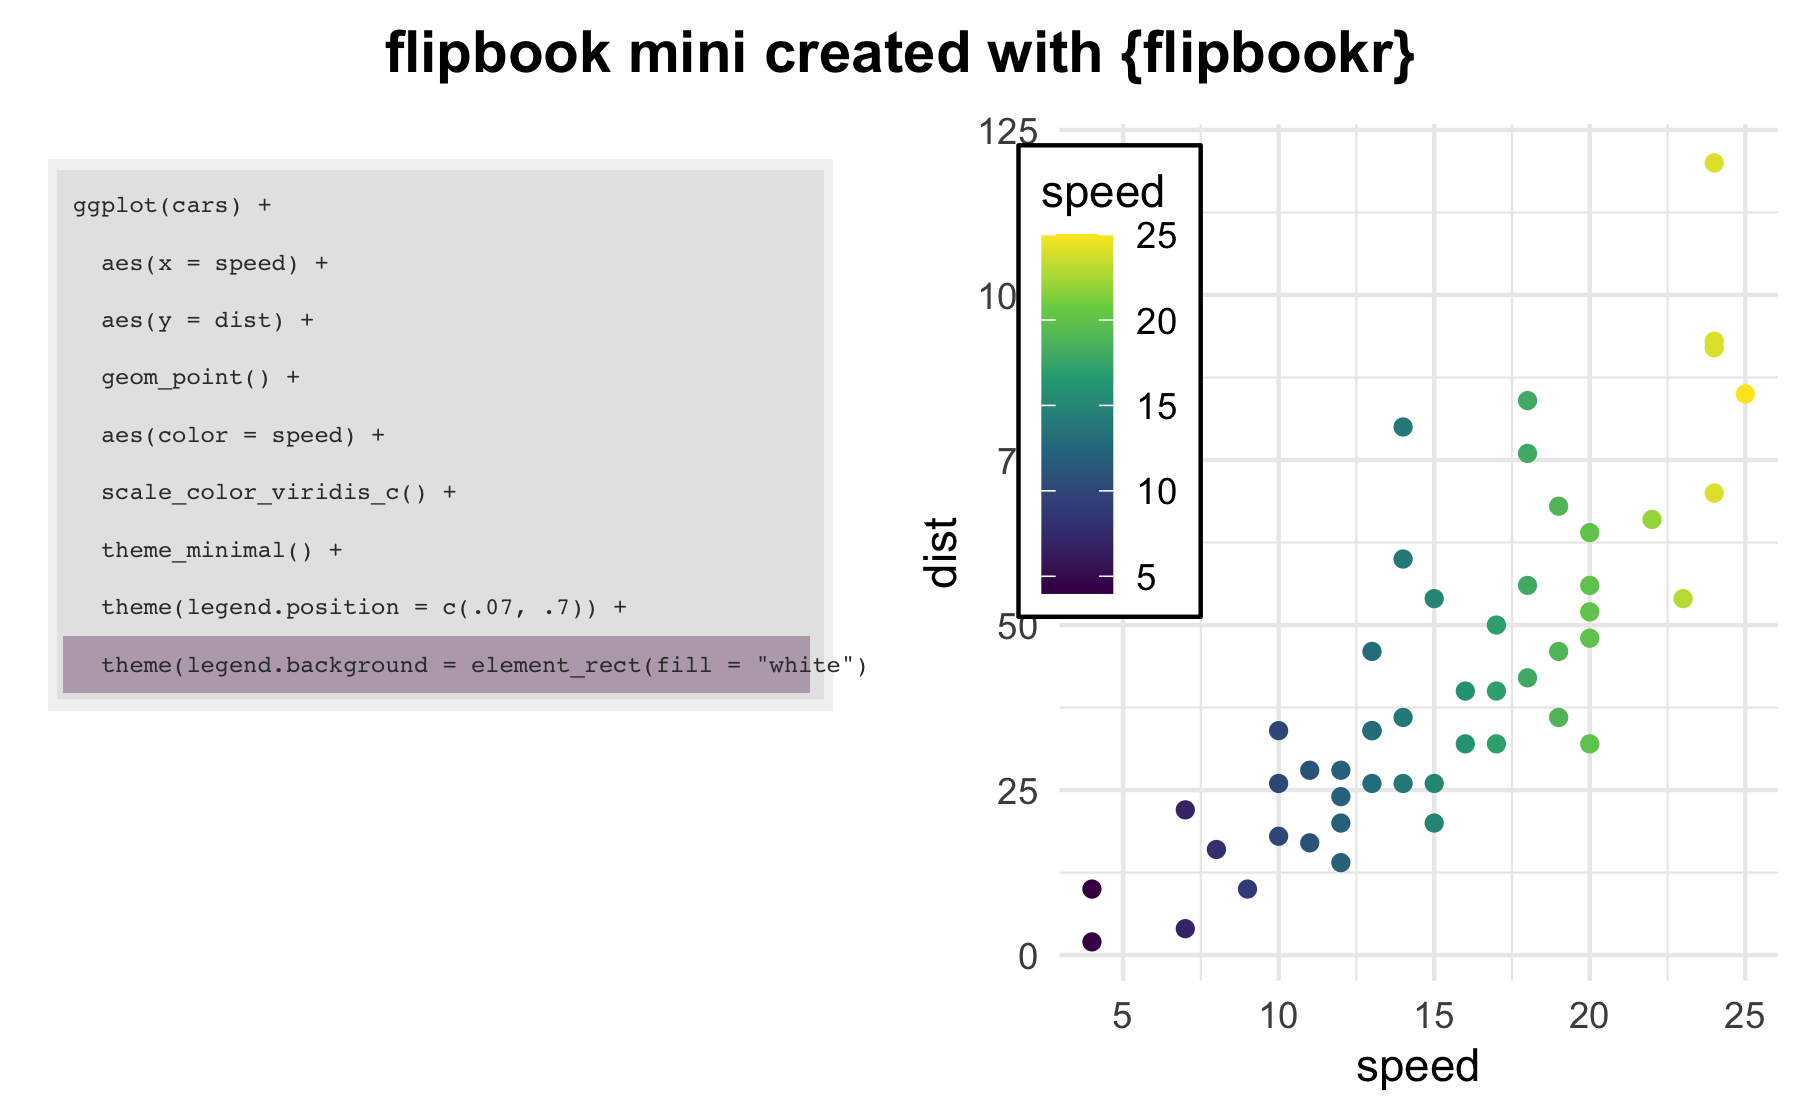 flipbook mini created with {flipbookr}
ggplot(cars) +
aes(x = speed) +
aes(y = dist) +
geom_point() +
aes(color = speed) +
scale_color_viridis_c() +
theme_minimal() +
theme(legend.position = c(.07, .7)) +
theme(legend.background = element_rect(fill = "white")
125
10
7
50
25
0
dist
speed
25
20
15
10
5
5 10 15 20 25
speed